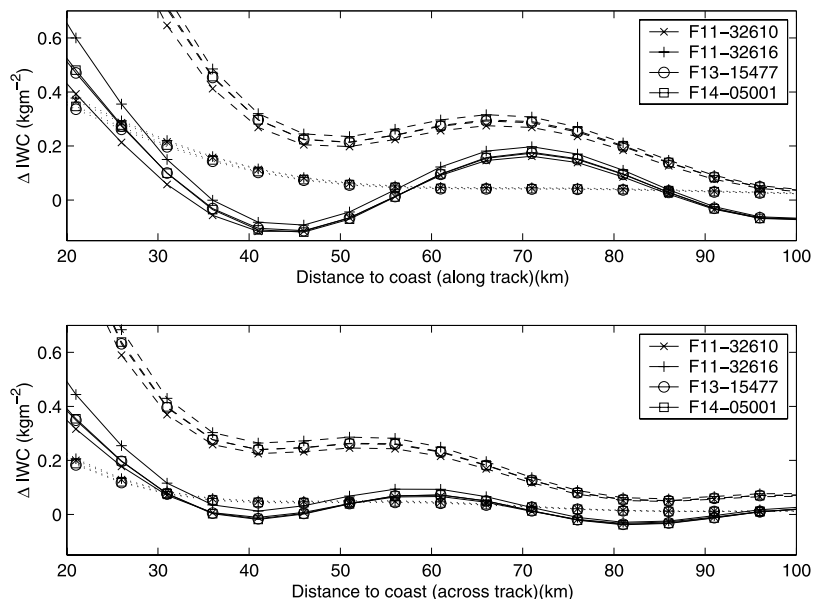 0.6
0.4
0.2
0
Δ IWC (kgm−2)
F11−32610
F11−32616
F13−15477
F14−05001
20 30 40 50 60 70 80 90 100
Distance to coast (along track)(km)
0.6
0.4
0.2
0
Δ IWC (kgm−2)
F11−32610
F11−32616
F13−15477
F14−05001
20 30 40 50 60 70 80 90 100
Distance to coast (across track)(km)